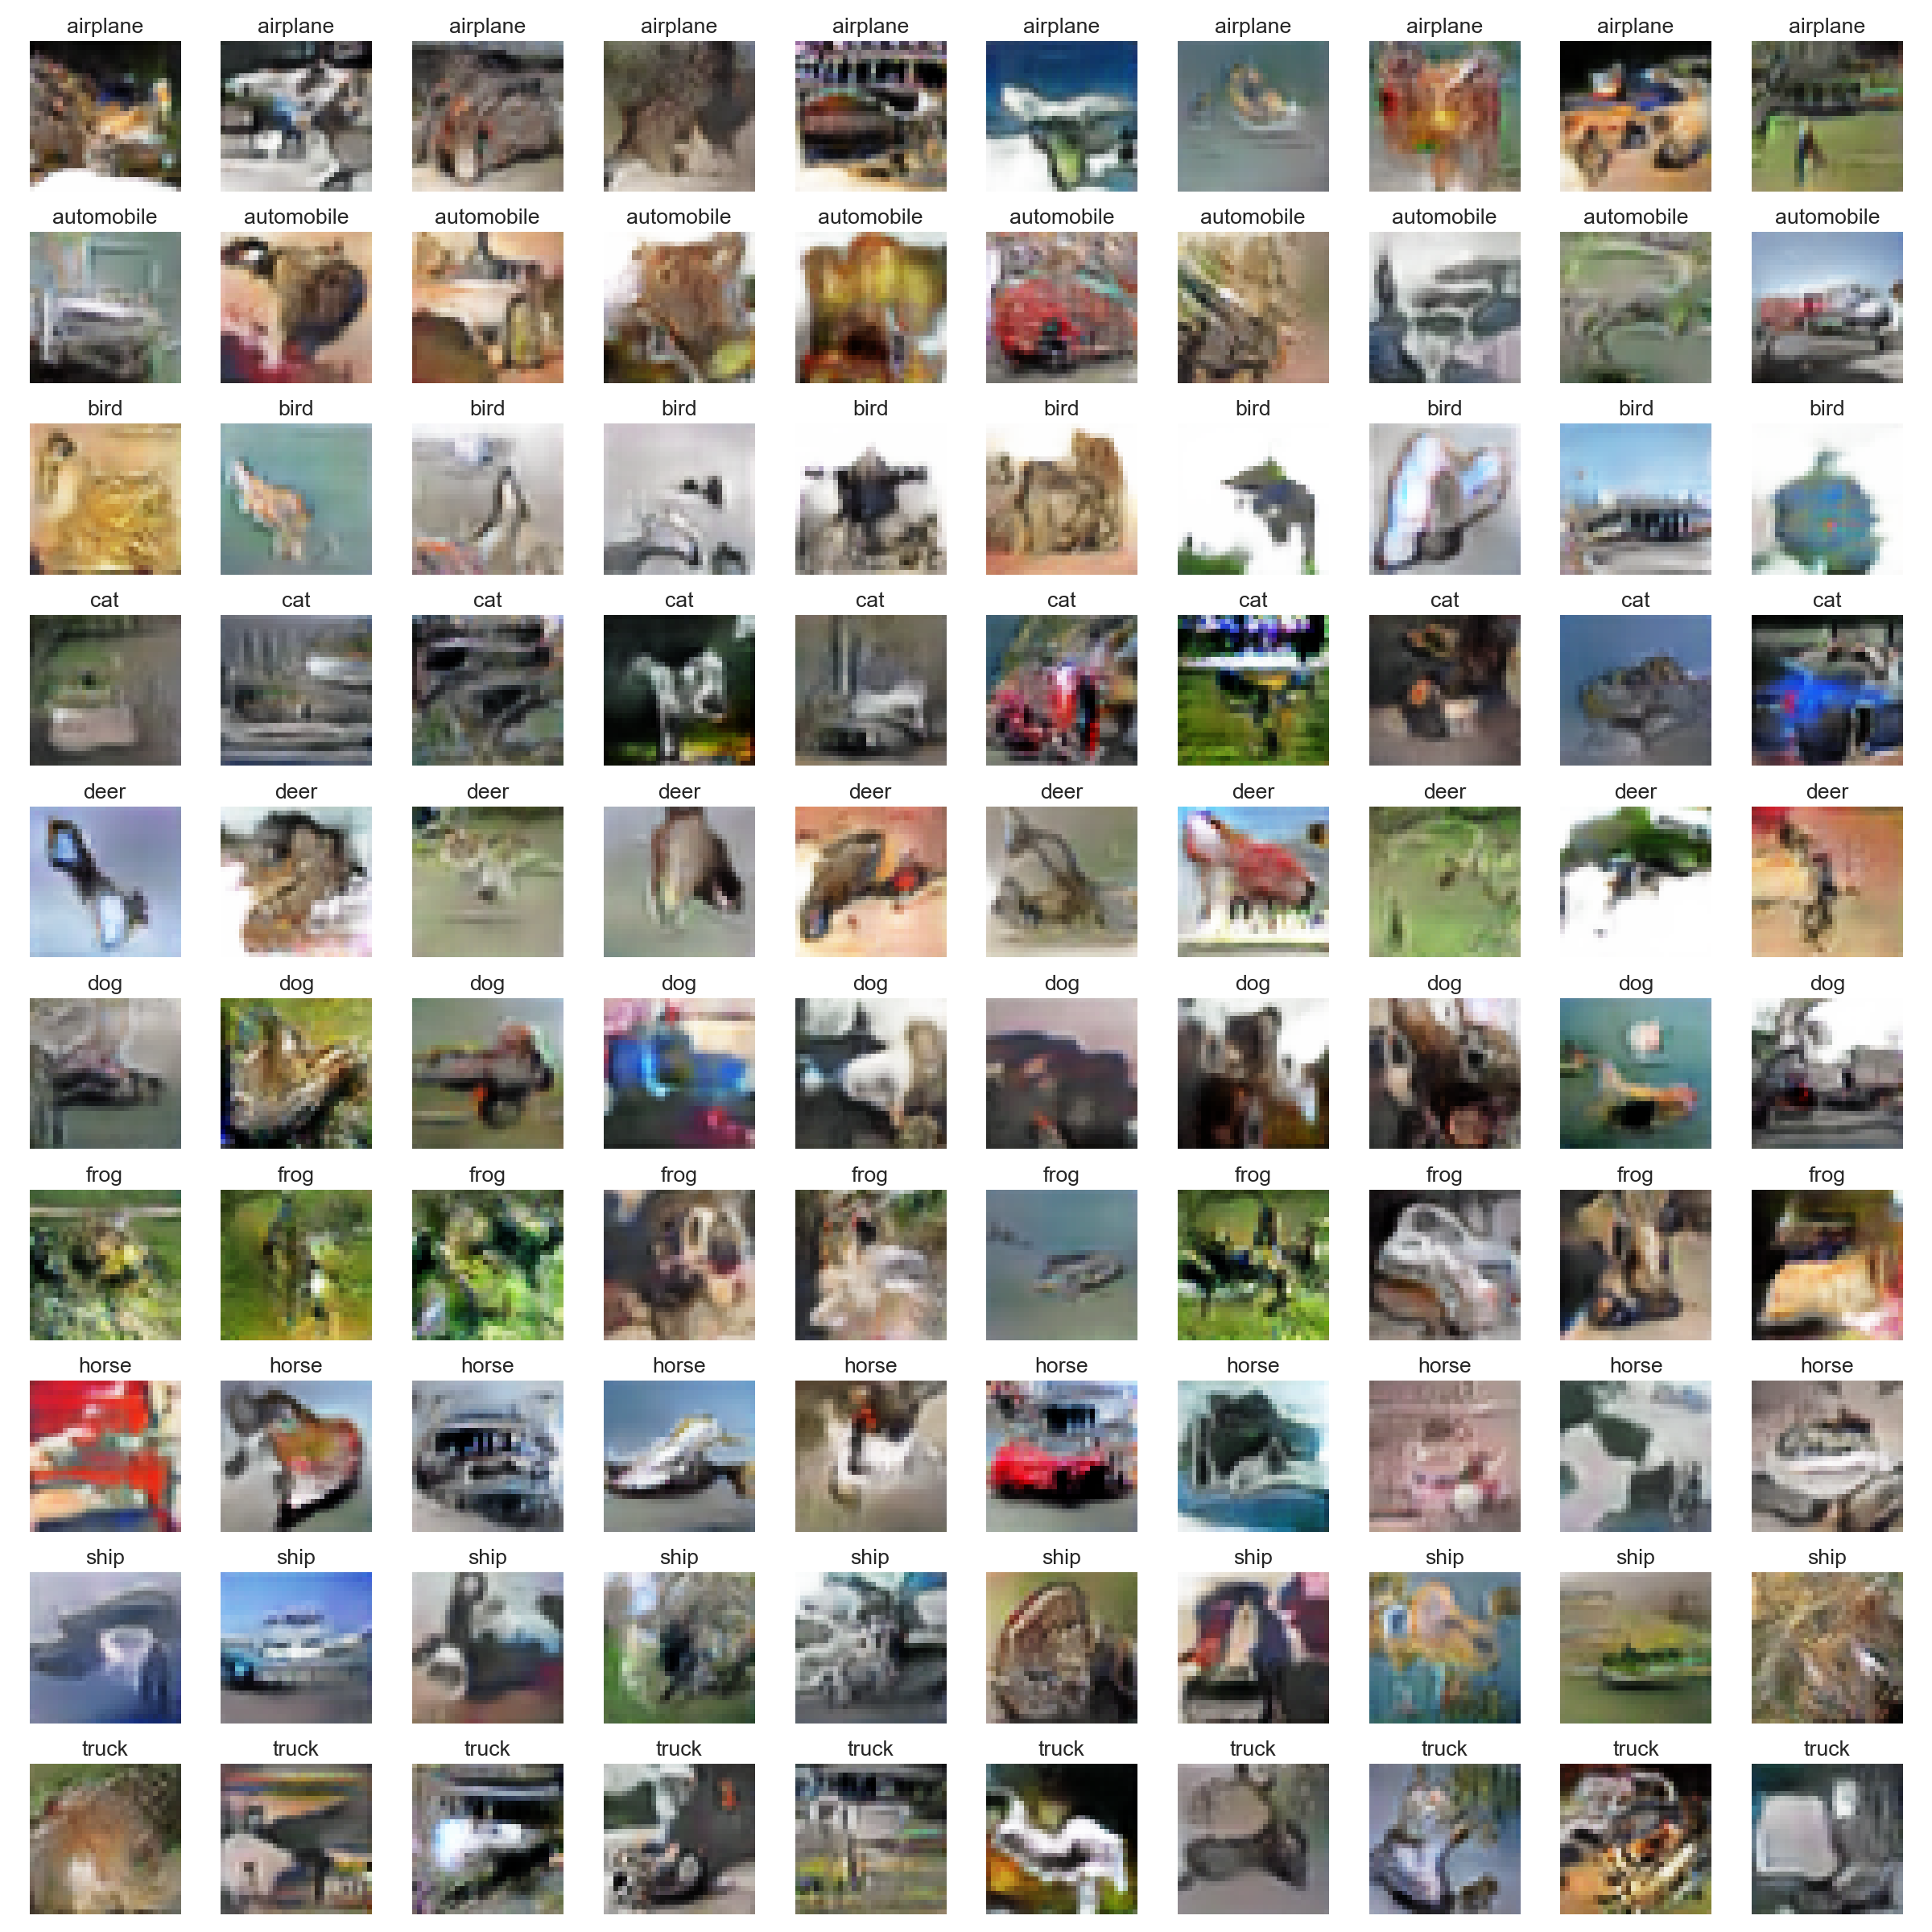 airplane airplane airplane airplane airplane airplane airplane airplane airplane airplane
automobile automobile automobile automobile automobile automobile automobile automobile automobile automobile
bird bird bird bird bird bird bird bird bird bird
cat cat cat cat cat cat cat cat cat cat
deer deer deer deer deer deer deer deer deer deer
dog dog dog dog dog dog dog dog dog dog
frog frog frog frog frog frog frog frog frog frog
horse horse horse horse horse horse horse horse horse horse
ship ship ship ship ship ship ship ship ship ship
truck truck truck truck truck truck truck truck truck truck